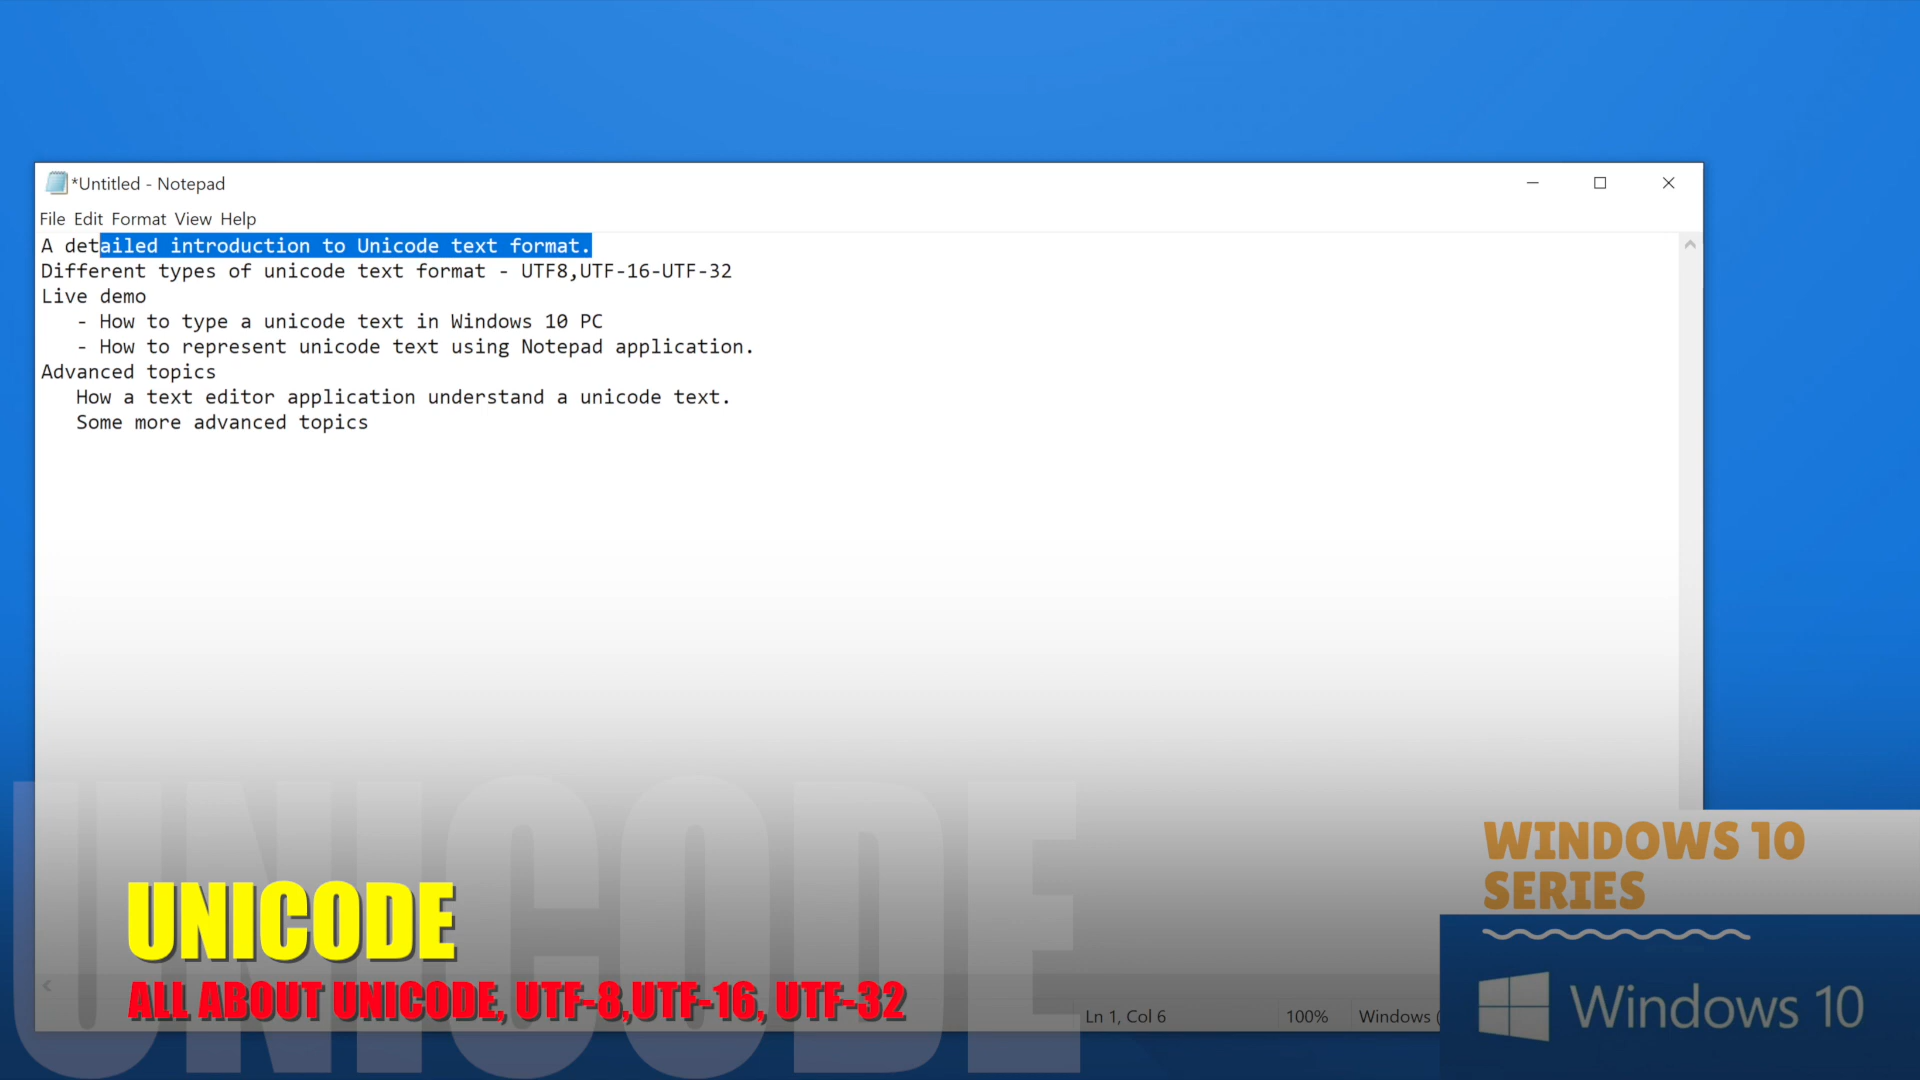 *Untitled - Notepad
File Edit Format View Help
A detailed introduction to Unicode text format.
Different types of unicode text format - UTF8,UTF-16-UTF-32
Live demo
- How to type a unicode text in Windows 10 PC
- How to represent unicode text using Notepad application.
Advanced topics
How a text editor application understand a unicode text.
Some more advanced topics
UNICODE
UNICODE
ALL ABOUT UNICODE, UTF-8,UTF-16, UTF-32
Ln 1, Col 6 100% Windows (
WINDOWS 10
SERIES
Windows 10